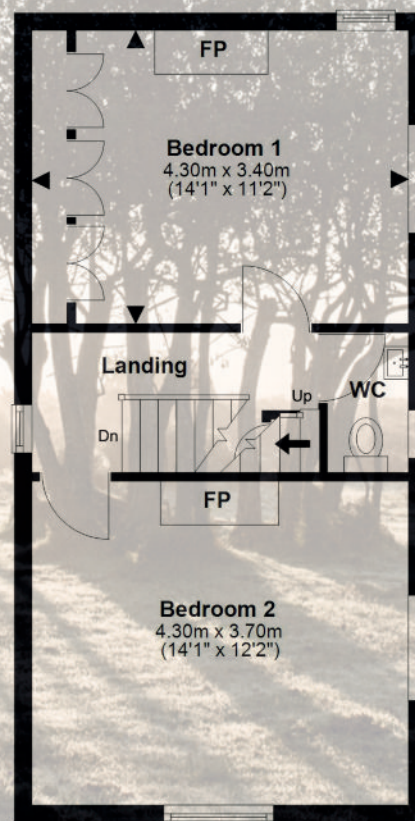 FP
Bedroom 1
4.30m x 3.40m
(14'1" x 11'2")
Landing
Up
WC
Dn
FP
Bedroom 2
4.30m x 3.70m
(14'1" x 12'2")